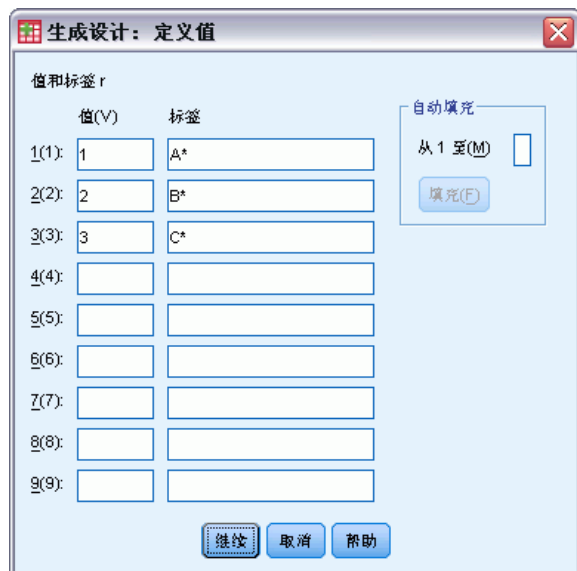 生成设计：定义值
值和标签 r
值(V) 标签
1(1): 1 A*
2(2): 2 B*
3(3): 3 C*
4(4):
5(5):
6(6):
7(7):
8(8):
9(9):
自动填充
从 1 至(M)
填充(F)
继续 取消 帮助